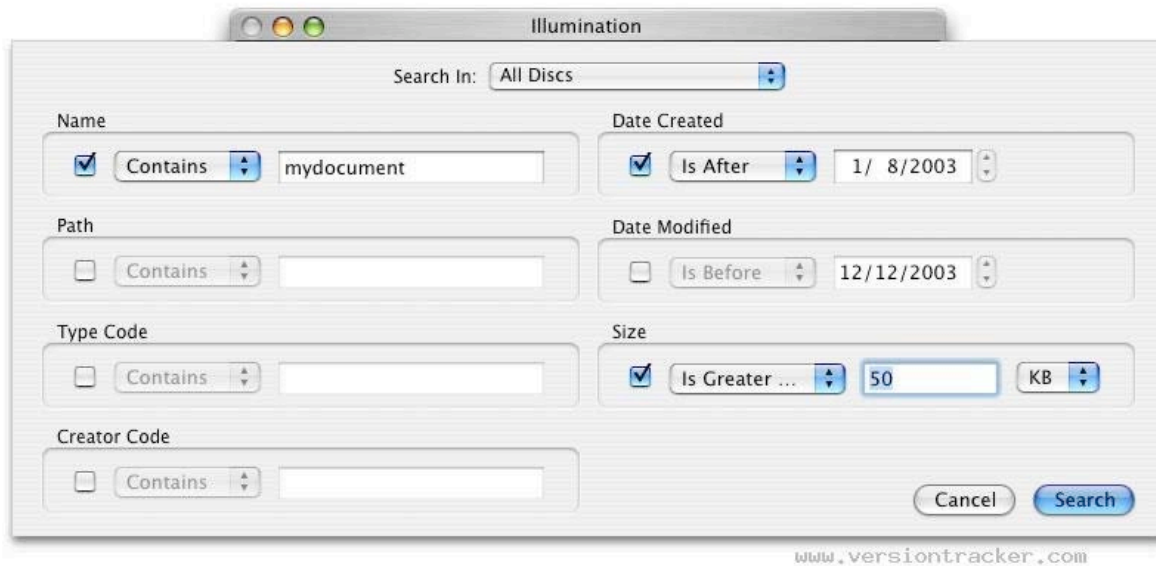 Illumination
Search In: All Discs
Name
Contains mydocument
Path
Contains
Type Code
Contains
Creator Code
Contains
Date Created
Is After 1/ 8/2003
Date Modified
Is Before 12/12/2003
Size
Is Greater ... 50 KB
Cancel Search
www.versiontracker.com